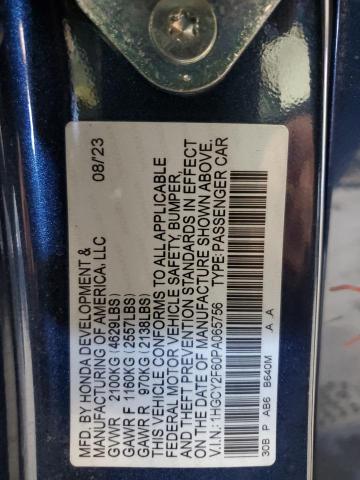 MFD. BY HONDA DEVELOPMENT & 08/23
MANUFACTURING OF AMERICA, LLC
GVWR 2100KG (4629LBS)
GAWR F 1160KG (2557LBS)
GAWR R 970KG (2138LBS)
THIS VEHICLE CONFORMS TO ALL APPLICABLE
FEDERAL MOTOR VEHICLE SAFETY, BUMPER,
AND THEFT PREVENTION STANDARDS IN EFFECT
ON THE DATE OF MANUFACTURE SHOWN ABOVE.
V.I.N.: 1HGCY2F60PA065756 TYPE: PASSENGER CAR
30B P AB6 B640M A A